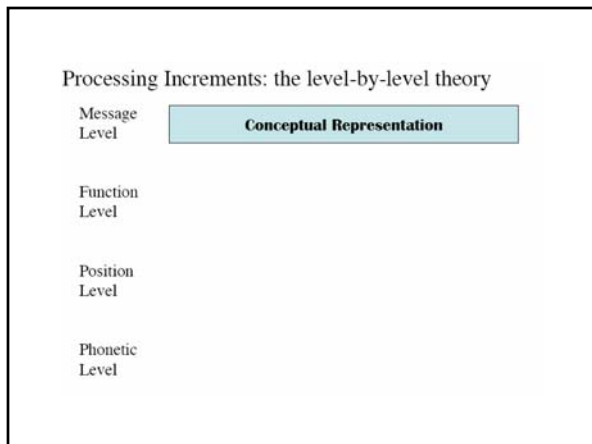 Processing Increments: the level-by-level theory
Message
Level
Conceptual Representation
Function
Level
Position
Level
Phonetic
Level